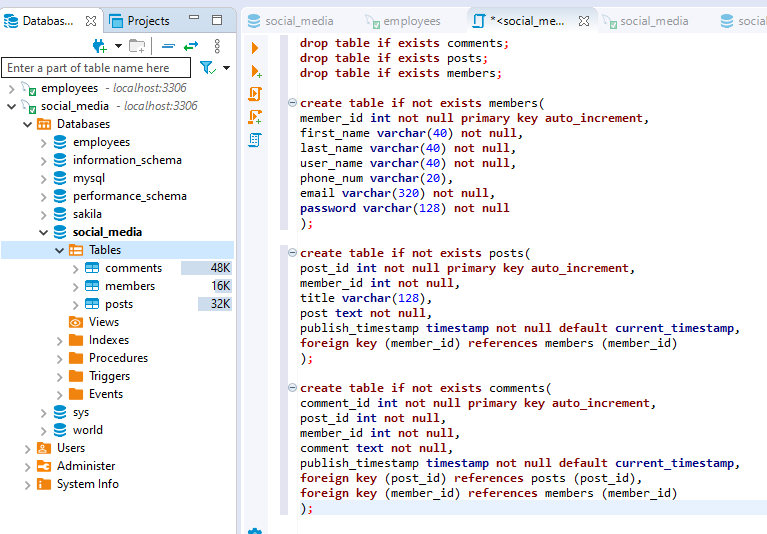 Databas...
Projects
Enter a part of table name here
employees - localhost:3306
social_media - localhost:3306
Databases
employees
information_schema
mysql
performance_schema
sakila
social_media
Tables
comments 48K
members 16K
posts 32K
Views
Indexes
Procedures
Triggers
Events
sys
world
Users
Administer
System Info
social_media
employees
*<social_me...
social_media
social
drop table if exists comments;
drop table if exists posts;
drop table if exists members;
create table if not exists members(
member_id int not null primary key auto_increment,
first_name varchar(40) not null,
last_name varchar(40) not null,
user_name varchar(40) not null,
phone_num varchar(20),
email varchar(320) not null,
password varchar(128) not null
);
create table if not exists posts(
post_id int not null primary key auto_increment,
member_id int not null,
title varchar(128),
post text not null,
publish_timestamp timestamp not null default current_timestamp,
foreign key (member_id) references members (member_id)
);
create table if not exists comments(
comment_id int not null primary key auto_increment,
post_id int not null,
member_id int not null,
comment text not null,
publish_timestamp timestamp not null default current_timestamp,
foreign key (post_id) references posts (post_id),
foreign key (member_id) references members (member_id)
);